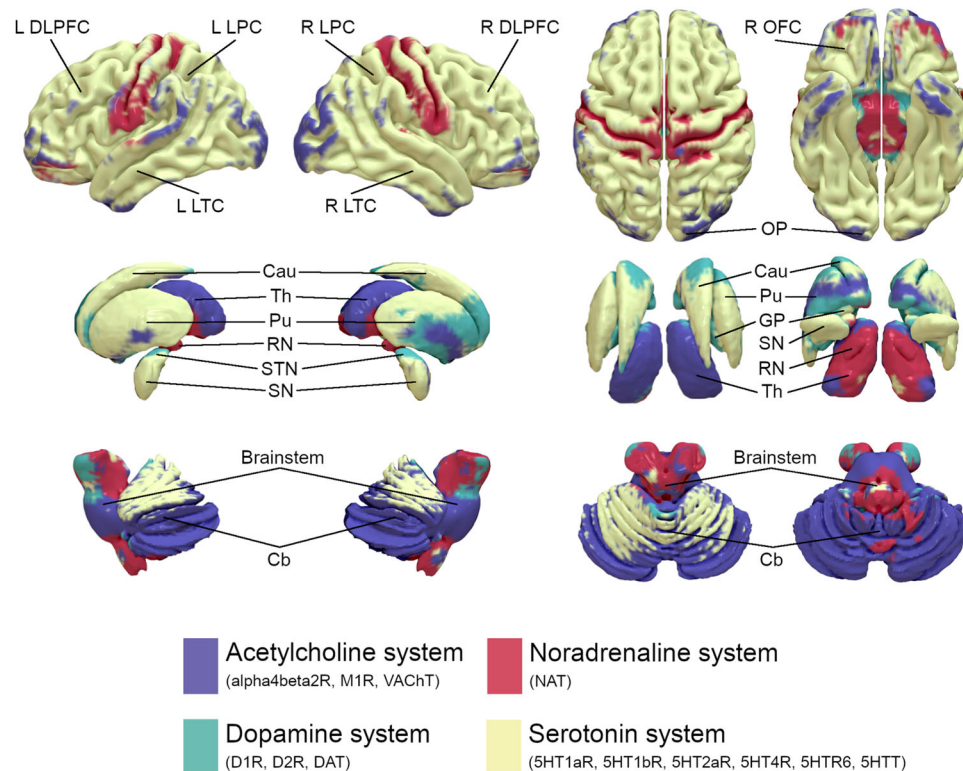 L DLPFC L LPC R LPC R DLPFC R OFC
L LTC R LTC OP
Cau Cau
Th Pu
Pu GP
RN SN
STN RN
SN Th
Brainstem Brainstem
Cb Cb
Acetylcholine system Noradrenaline system
(alpha4beta2R, M1R, VAChT) (NAT)
Dopamine system Serotonin system
(D1R, D2R, DAT) (5HT1aR, 5HT1bR, 5HT2aR, 5HT4R, 5HTR6, 5HTT)